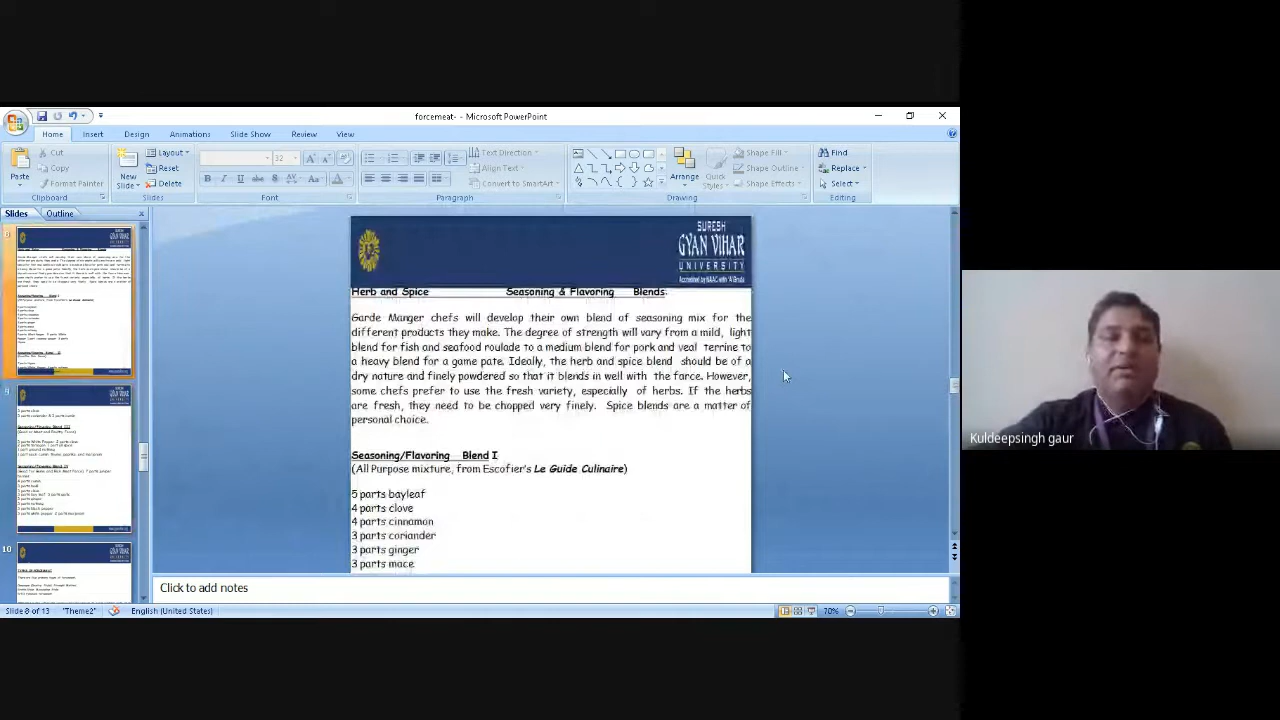 forcemeat- - Microsoft PowerPoint
Home Insert Design Animations Slide Show Review View
Paste
Cut
Copy
Format Painter
Clipboard
New
Slide
Layout
Reset
Delete
Slides
32
Font
Text Direction
Align Text
Convert to SmartArt
Paragraph
Arrange
Quick
Styles
Shape Fill
Shape Outline
Shape Effects
Drawing
Find
Replace
Select
Editing
Slides Outline
10
SURESH
GYAN VIHAR
UNIVERSITY
Accredited by NAAC with 'A' Grade
Herb and Spice Seasoning & Flavoring Blends:
Garde Manger chefs will develop their own blend of seasoning mix for the
different products they make. The degree of strength will vary from a mild, light
blend for fish and seafood roulade to a medium blend for pork and veal terrine to
a heavy blend for a game pate. Ideally, the herb and spice blend should be of a
dry nature and finely powdered so that it blends in well with the farce. However,
some chefs prefer to use the fresh variety, especially of herbs. If the herbs
are fresh, they need to be chopped very finely. Spice blends are a matter of
personal choice.
Seasoning/Flavoring Blend I
(All Purpose mixture, from Escoffier's Le Guide Culinaire)
5 parts bayleaf
4 parts clove
4 parts cinnamon
3 parts coriander
3 parts ginger
3 parts mace
Click to add notes
Slide 8 of 13 "Theme2" English (United States) 70%
Kuldeepsingh gaur